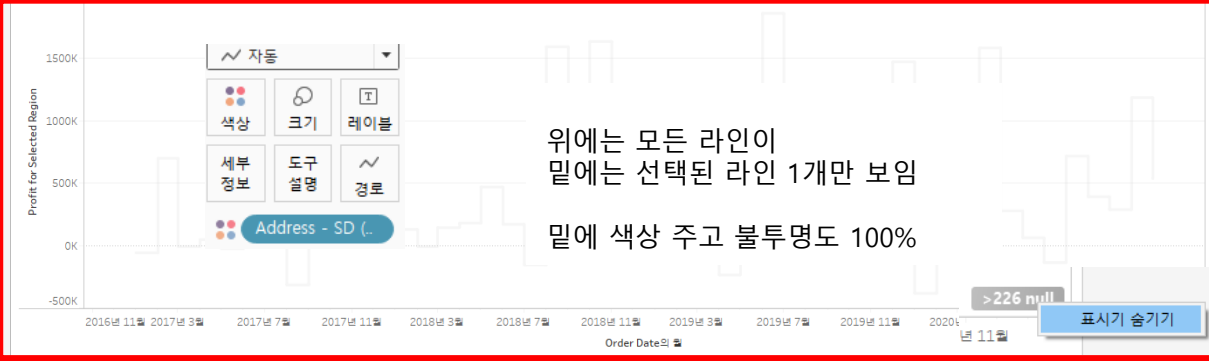 1500K
1000K
500K
0K
-500K
Profit for Selected Region
자동
색상
크기
레이블
세부
정보
도구
설명
경로
Address - SD (..
위에는 모든 라인이
밑에는 선택된 라인 1개만 보임
밑에 색상 주고 불투명도 100%
>226 null
표시기 숨기기
2016년 11월 2017년 3월 2017년 7월 2017년 11월 2018년 3월 2018년 7월 2018년 11월 2019년 3월 2019년 7월 2019년 11월
년 11월
Order Date의 월